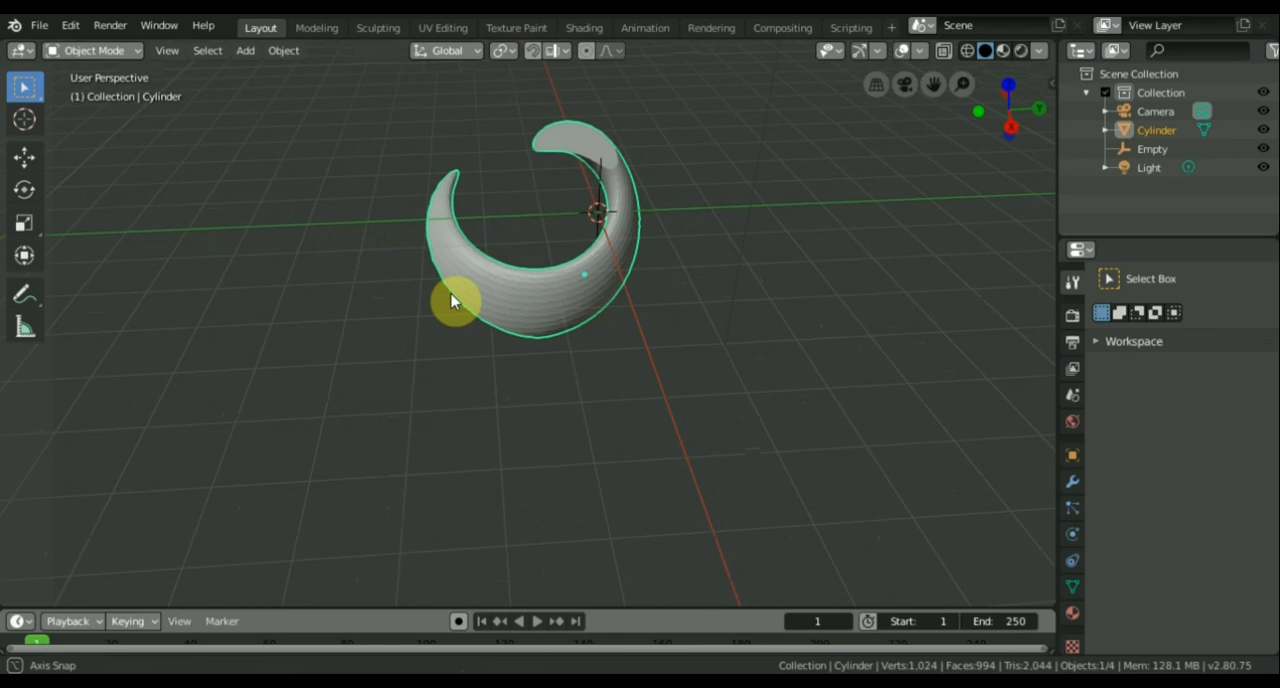 File Edit Render Window Help Layout Modeling Sculpting UV Editing Texture Paint Shading Animation Rendering Compositing Scripting + Scene View Layer
Object Mode View Select Add Object Global
User Perspective
(1) Collection | Cylinder
X
Y
Scene Collection
Collection
Camera
Cylinder
Empty
Light
Select Box
Workspace
Playback Keying View Marker 1 Start: 1 End: 250
1
Axis Snap Collection | Cylinder | Verts:1,024 | Faces:994 | Tris:2,044 | Objects:1/4 | Mem: 128.1 MB | v2.80.75